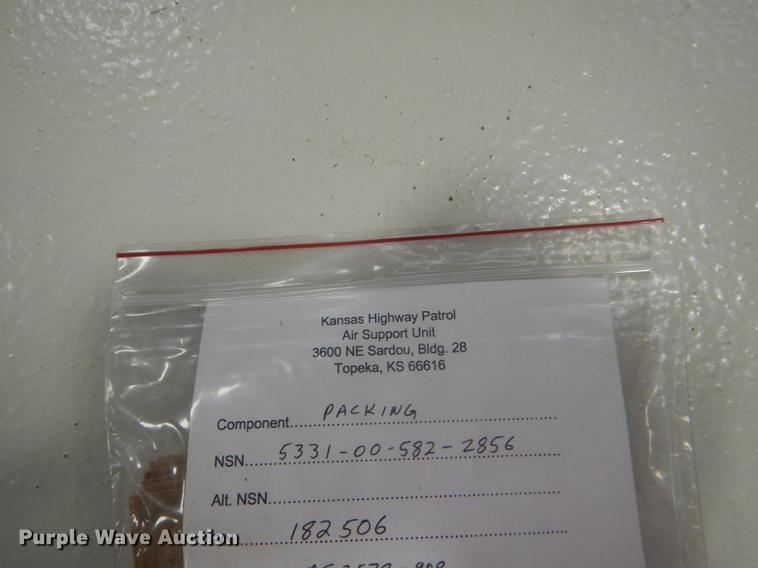 Kansas Highway Patrol
Air Support Unit
3600 NE Sardou, Bldg. 28
Topeka, KS 66616
Component.... PACKING
NSN.... 5331-00-582-2856
Alt. NSN....
182506
Purple Wave Auction